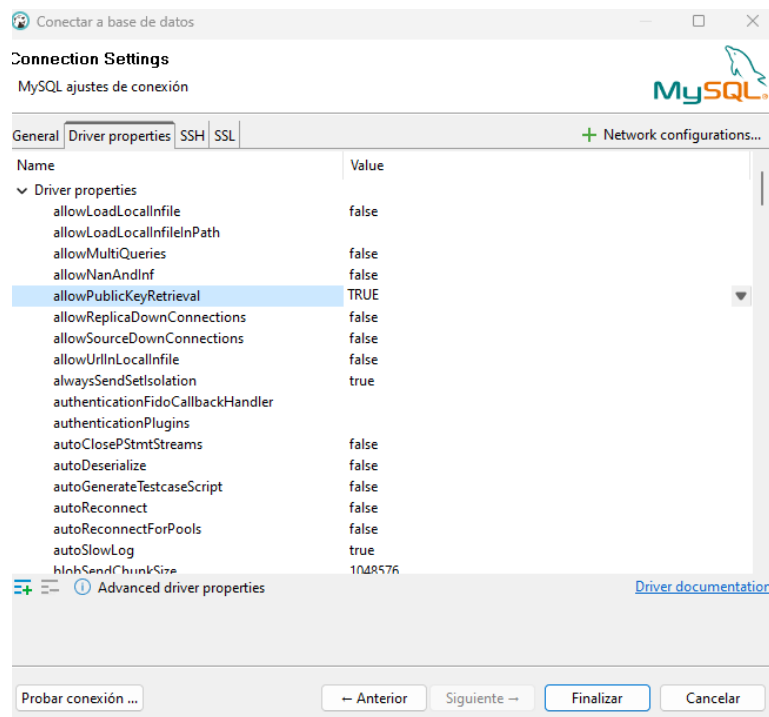 Conectar a base de datos
Connection Settings
MySQL ajustes de conexión
MySQL
General Driver properties SSH SSL
Network configurations...
Name Value
Driver properties
allowLoadLocalInfile false
allowLoadLocalInfileInPath
allowMultiQueries false
allowNanAndInf false
allowPublicKeyRetrieval TRUE
allowReplicaDownConnections false
allowSourceDownConnections false
allowUrlInLocalInfile false
alwaysSendSetIsolation true
authenticationFidoCallbackHandler
authenticationPlugins
autoClosePStmtStreams false
autoDeserialize false
autoGenerateTestcaseScript false
autoReconnect false
autoReconnectForPools false
autoSlowLog true
blobSendChunkSize 1048576
Advanced driver properties Driver documentation
Probar conexión ... ← Anterior Siguiente → Finalizar Cancelar